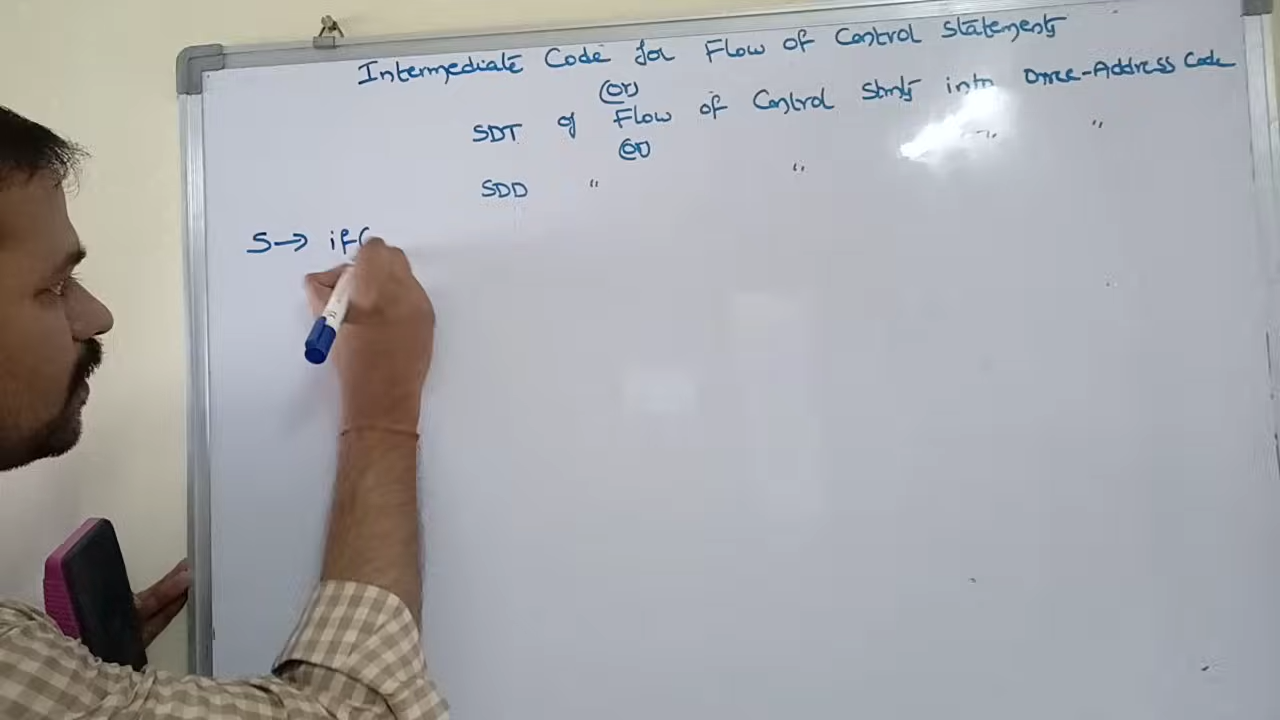 Intermediate Code for Flow of Control Statements
(or)
SDT of Flow of Control Stmts into Three-Address Code
(or)
SDD " " " "
S→ if(